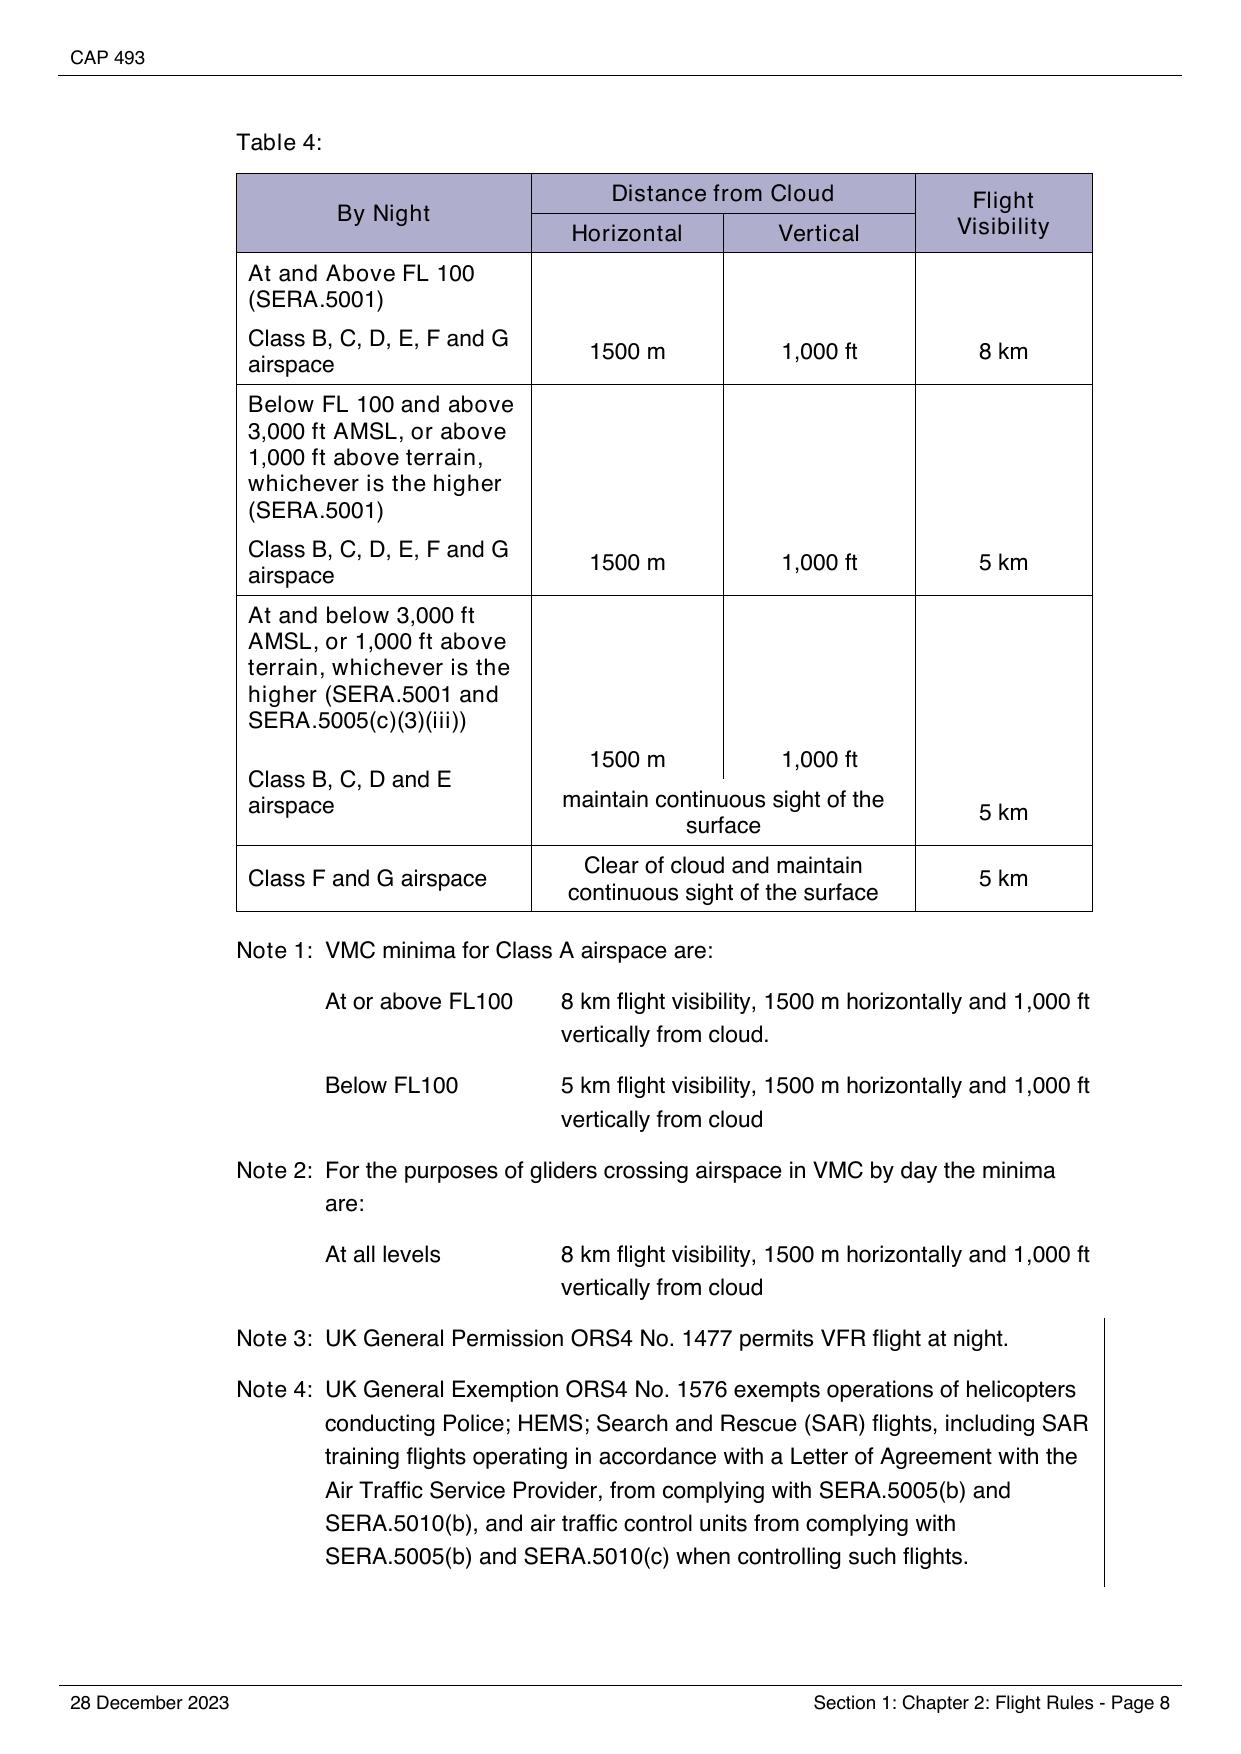 CAP 493
Table 4:
By Night
Distance from Cloud
Flight
Visibility
Horizontal
Vertical
At and Above FL 100
(SERA.5001)
Class B, C, D, E, F and G
airspace
1500 m
1,000 ft
8 km
Below FL 100 and above
3,000 ft AMSL, or above
1,000 ft above terrain,
whichever is the higher
(SERA.5001)
Class B, C, D, E, F and G
airspace
1500 m
1,000 ft
5 km
At and below 3,000 ft
AMSL, or 1,000 ft above
terrain, whichever is the
higher (SERA.5001 and
SERA.5005(c)(3)(iii))
Class B, C, D and E
airspace
1500 m
1,000 ft
maintain continuous sight of the
surface
5 km
Class F and G airspace
Clear of cloud and maintain
continuous sight of the surface
5 km
Note 1: VMC minima for Class A airspace are:
At or above FL100 8 km flight visibility, 1500 m horizontally and 1,000 ft
vertically from cloud.
Below FL100 5 km flight visibility, 1500 m horizontally and 1,000 ft
vertically from cloud
Note 2: For the purposes of gliders crossing airspace in VMC by day the minima
are:
At all levels 8 km flight visibility, 1500 m horizontally and 1,000 ft
vertically from cloud
Note 3: UK General Permission ORS4 No. 1477 permits VFR flight at night.
Note 4: UK General Exemption ORS4 No. 1576 exempts operations of helicopters
conducting Police; HEMS; Search and Rescue (SAR) flights, including SAR
training flights operating in accordance with a Letter of Agreement with the
Air Traffic Service Provider, from complying with SERA.5005(b) and
SERA.5010(b), and air traffic control units from complying with
SERA.5005(b) and SERA.5010(c) when controlling such flights.
28 December 2023
Section 1: Chapter 2: Flight Rules - Page 8